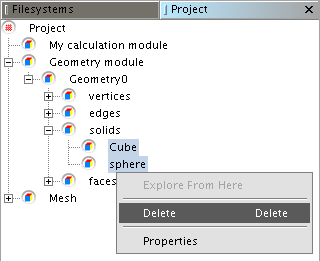 Filesystems Project
Project
My calculation module
Geometry module
Geometry0
vertices
edges
solids
Cube
sphere
faces
Mesh
Explore From Here
Delete Delete
Properties